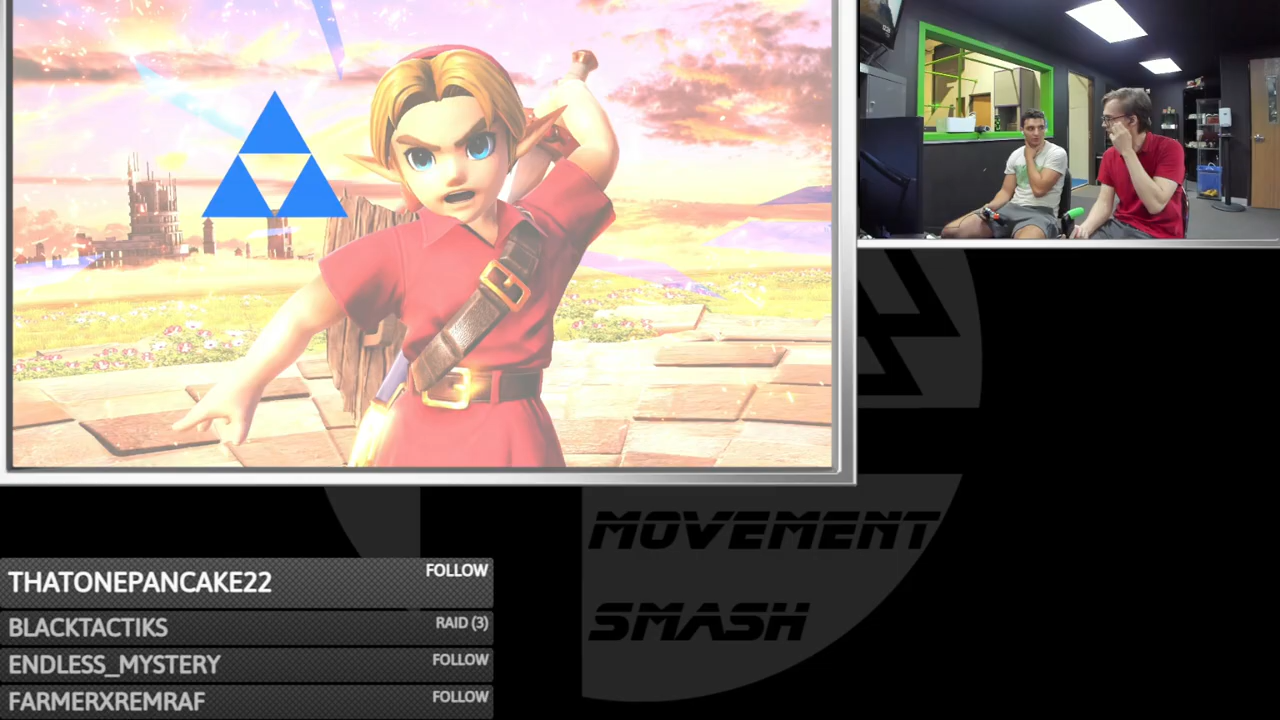 MOVEMENT
SMASH
THATONEPANCAKE22 FOLLOW
BLACKTACTIKS RAID (3)
ENDLESS_MYSTERY FOLLOW
FARMERXREMRAF FOLLOW